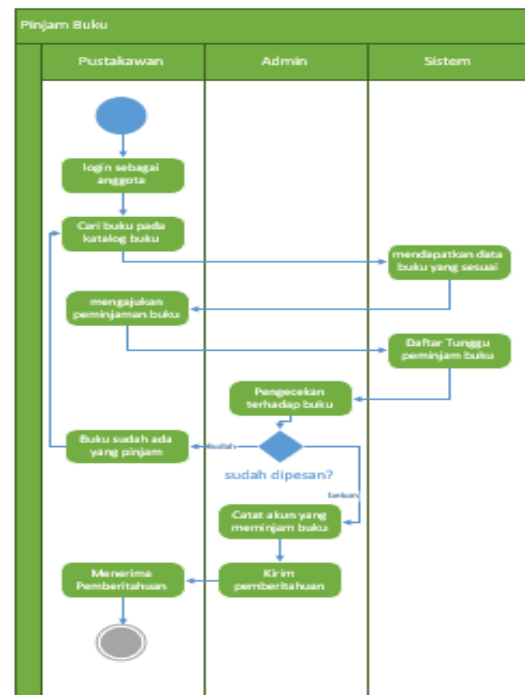 Pinjam Buku
Pustakawan
Admin
Sistem
login sebagai
anggota
Cari buku pada
katalog buku
mendapatkan data
buku yang sesuai
mengajukan
peminjaman buku
Daftar Tunggu
peminjam buku
Pengecekan
terhadap buku
Buku sudah ada
yang pinjam
Sudah
sudah dipesan?
belum
Catat akun yang
meminjam buku
Menerima
Pemberitahuan
Kirim
pemberitahuan